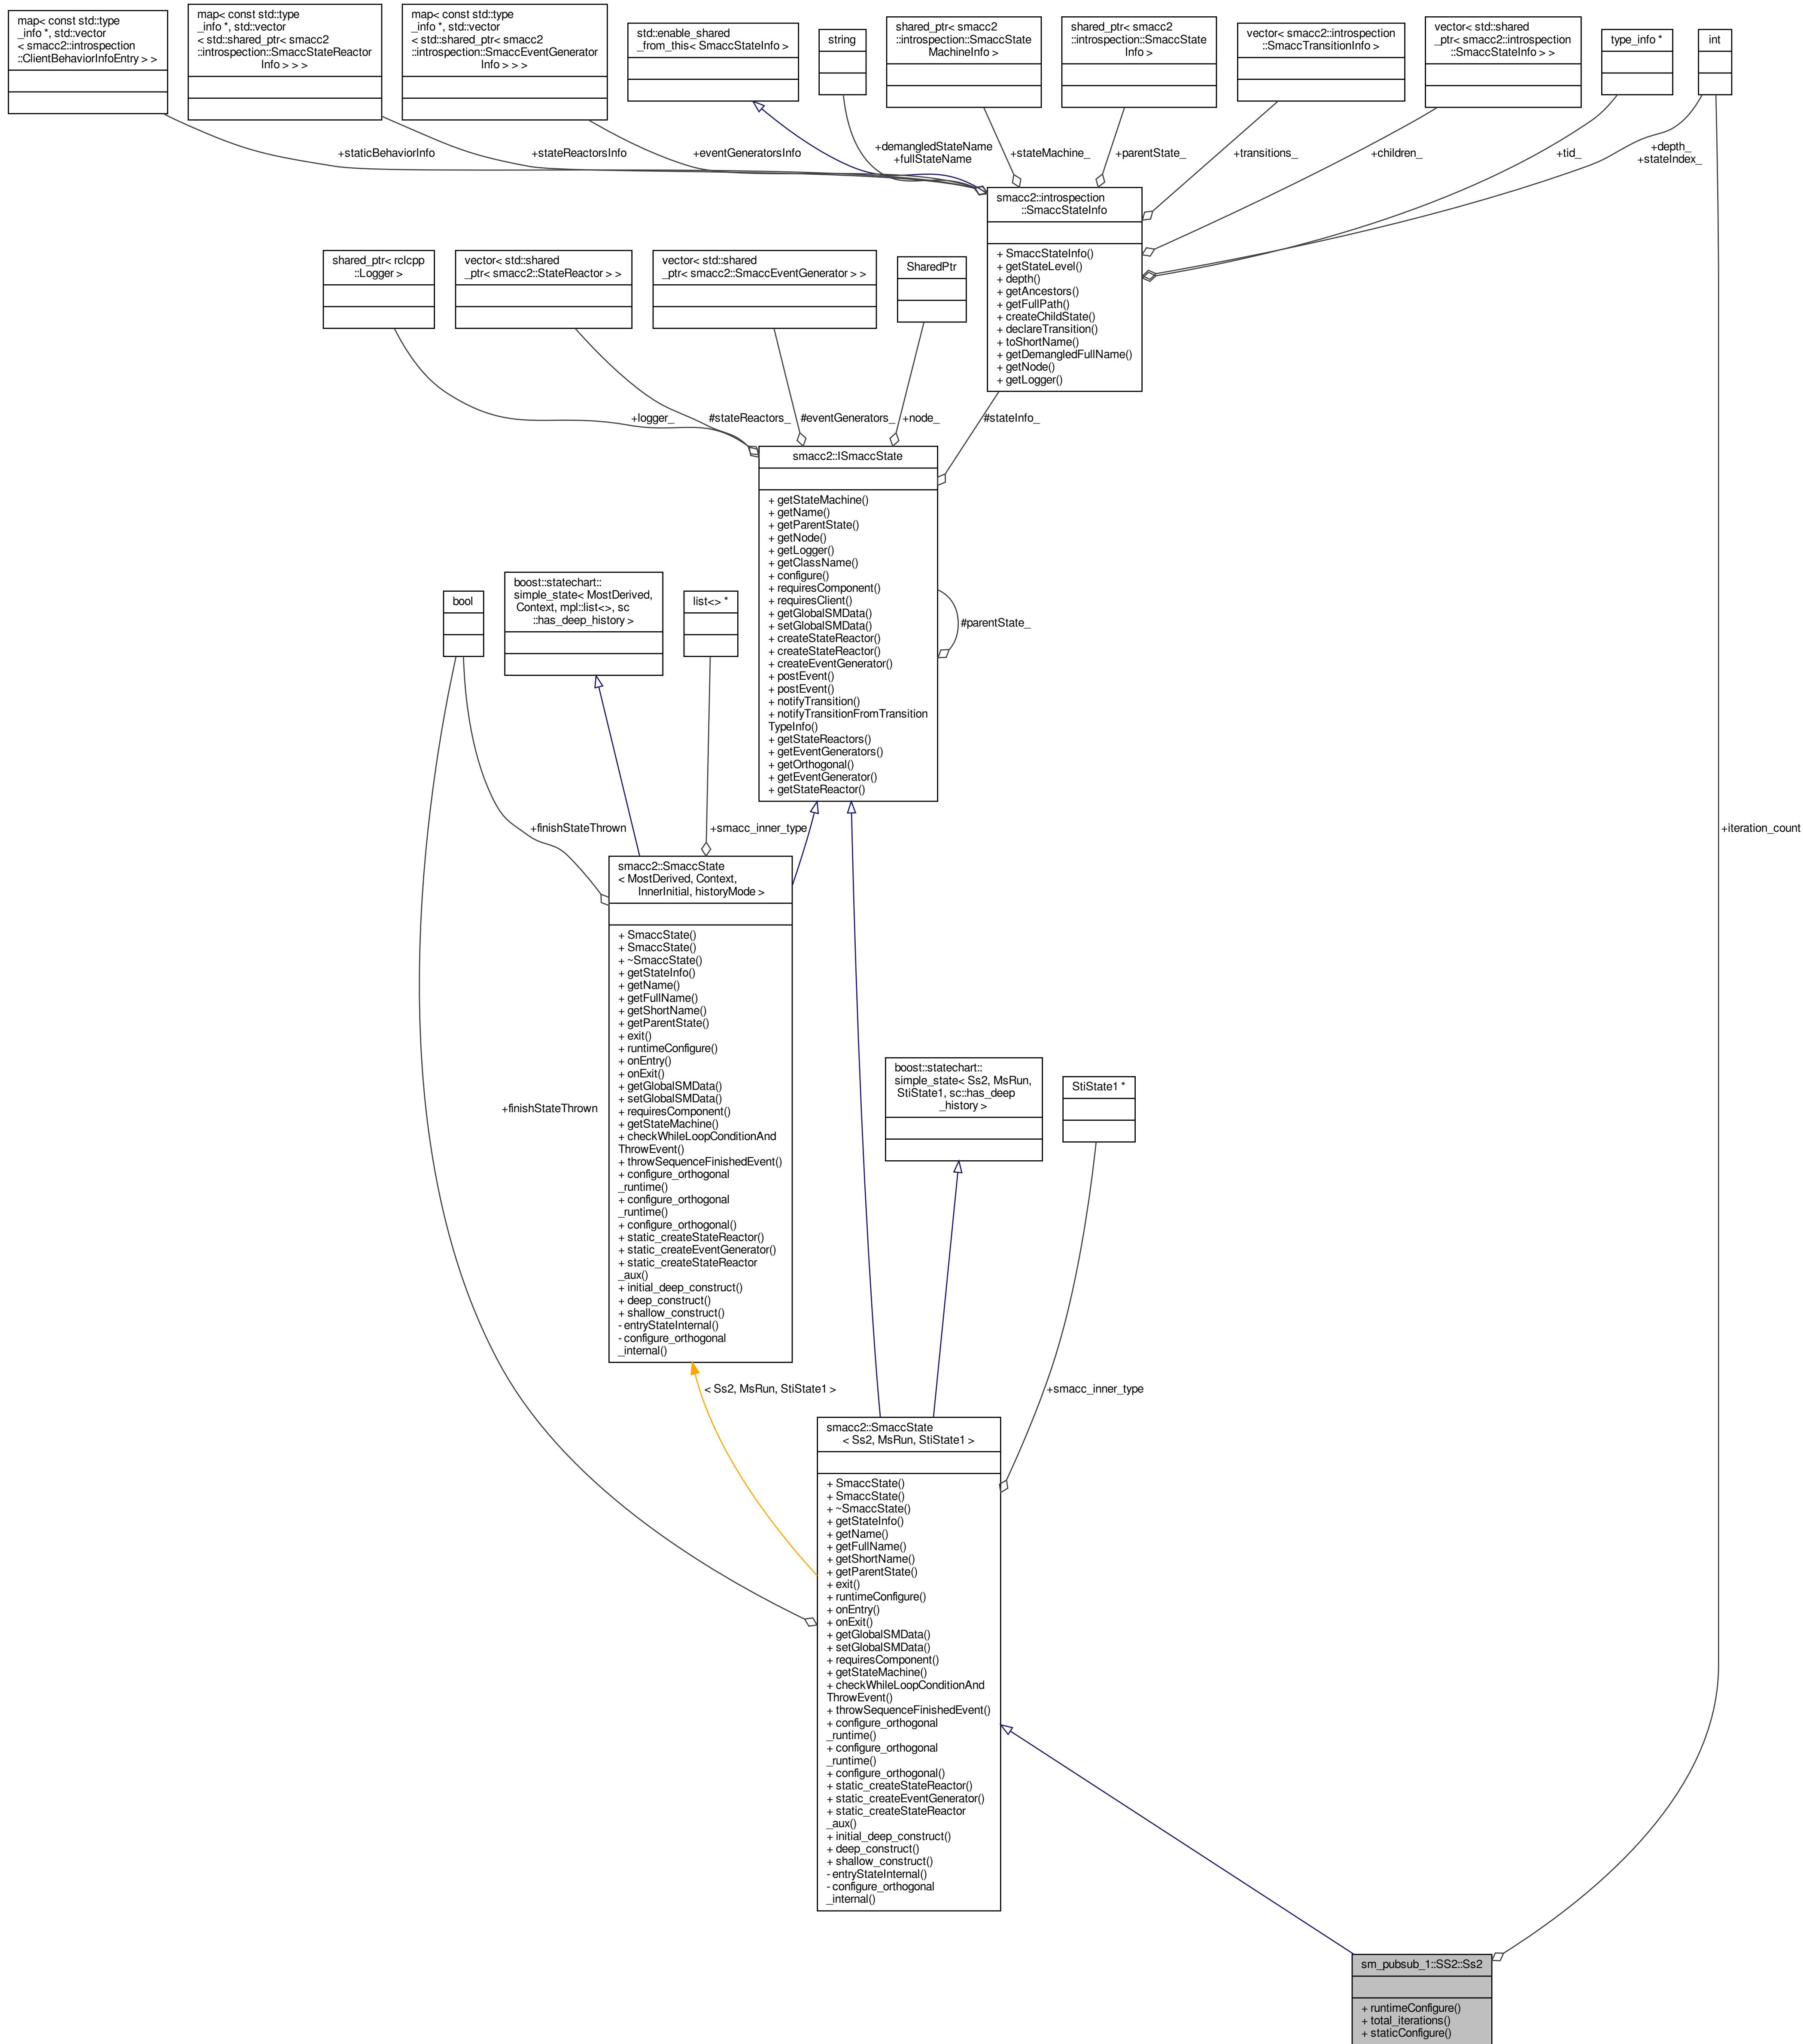 map< const std::type
_info *, std::vector
< smacc2::introspection
::ClientBehaviorInfoEntry > >
map< const std::type
_info *, std::vector
< std::shared_ptr< smacc2
::introspection::SmaccStateReactor
Info > > >
map< const std::type
_info *, std::vector
< std::shared_ptr< smacc2
::introspection::SmaccEventGenerator
Info > > >
std::enable_shared
_from_this< SmaccStateInfo >
string
shared_ptr< smacc2
::introspection::SmaccState
MachineInfo >
shared_ptr< smacc2
::introspection::SmaccState
Info >
vector< smacc2::introspection
::SmaccTransitionInfo >
vector< std::shared
_ptr< smacc2::introspection
::SmaccStateInfo > >
type_info *
int
+staticBehaviorInfo
+stateReactorsInfo
+eventGeneratorsInfo
+demangledStateName
+fullStateName
+stateMachine_
+parentState_
+transitions_
+children_
+tid_
+depth_
+stateIndex_
smacc2::introspection
::SmaccStateInfo
+ SmaccStateInfo()
+ getStateLevel()
+ depth()
+ getAncestors()
+ getFullPath()
+ createChildState()
+ declareTransition()
+ toShortName()
+ getDemangledFullName()
+ getNode()
+ getLogger()
shared_ptr< rclcpp
::Logger >
vector< std::shared
_ptr< smacc2::StateReactor > >
vector< std::shared
_ptr< smacc2::SmaccEventGenerator > >
SharedPtr
+logger_
#stateReactors_
#eventGenerators_
+node_
#stateInfo_
smacc2::ISmaccState
+ getStateMachine()
+ getName()
+ getParentState()
+ getNode()
+ getLogger()
+ getClassName()
+ configure()
+ requiresComponent()
+ requiresClient()
+ getGlobalSMData()
+ setGlobalSMData()
+ createStateReactor()
+ createStateReactor()
+ createEventGenerator()
+ postEvent()
+ postEvent()
+ notifyTransition()
+ notifyTransitionFromTransition
TypeInfo()
+ getStateReactors()
+ getEventGenerators()
+ getOrthogonal()
+ getEventGenerator()
+ getStateReactor()
#parentState_
bool
boost::statechart::
simple_state< MostDerived,
Context, mpl::list<>, sc
::has_deep_history >
list<> *
+finishStateThrown
+smacc_inner_type
+iteration_count
smacc2::SmaccState
< MostDerived, Context,
InnerInitial, historyMode >
+ SmaccState()
+ SmaccState()
+ ~SmaccState()
+ getStateInfo()
+ getName()
+ getFullName()
+ getShortName()
+ getParentState()
+ exit()
+ runtimeConfigure()
+ onEntry()
+ onExit()
+ getGlobalSMData()
+ setGlobalSMData()
+ requiresComponent()
+ getStateMachine()
+ checkWhileLoopConditionAnd
ThrowEvent()
+ throwSequenceFinishedEvent()
+ configure_orthogonal
_runtime()
+ configure_orthogonal
_runtime()
+ configure_orthogonal()
+ static_createStateReactor()
+ static_createEventGenerator()
+ static_createStateReactor
_aux()
+ initial_deep_construct()
+ deep_construct()
+ shallow_construct()
- entryStateInternal()
- configure_orthogonal
_internal()
+finishStateThrown
boost::statechart::
simple_state< Ss2, MsRun,
StiState1, sc::has_deep
_history >
StiState1 *
< Ss2, MsRun, StiState1 >
+smacc_inner_type
smacc2::SmaccState
< Ss2, MsRun, StiState1 >
+ SmaccState()
+ SmaccState()
+ ~SmaccState()
+ getStateInfo()
+ getName()
+ getFullName()
+ getShortName()
+ getParentState()
+ exit()
+ runtimeConfigure()
+ onEntry()
+ onExit()
+ getGlobalSMData()
+ setGlobalSMData()
+ requiresComponent()
+ getStateMachine()
+ checkWhileLoopConditionAnd
ThrowEvent()
+ throwSequenceFinishedEvent()
+ configure_orthogonal
_runtime()
+ configure_orthogonal
_runtime()
+ configure_orthogonal()
+ static_createStateReactor()
+ static_createEventGenerator()
+ static_createStateReactor
_aux()
+ initial_deep_construct()
+ deep_construct()
+ shallow_construct()
- entryStateInternal()
- configure_orthogonal
_internal()
sm_pubsub_1::SS2::Ss2
+ runtimeConfigure()
+ total_iterations()
+ staticConfigure()